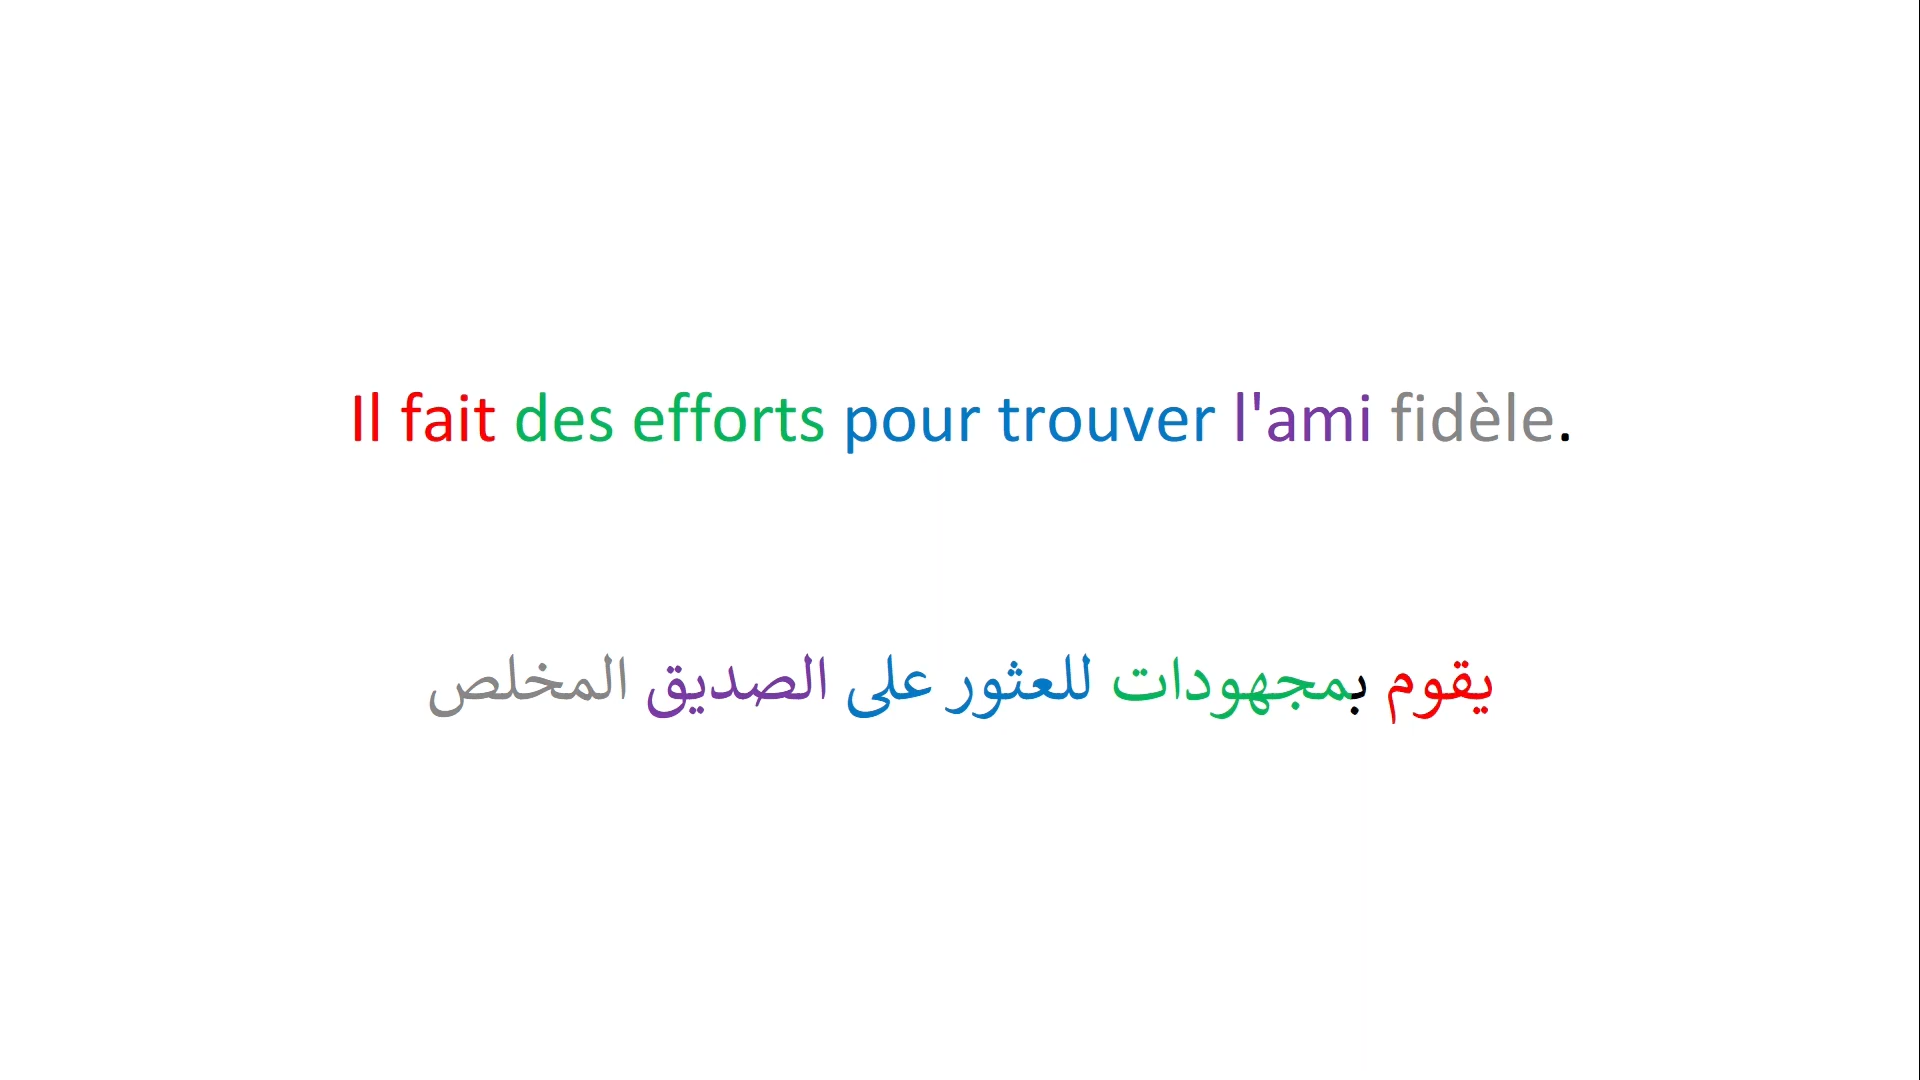 Il fait des efforts pour trouver l'ami fidèle.
يقوم بمجهودات للعثور على الصديق المخلص